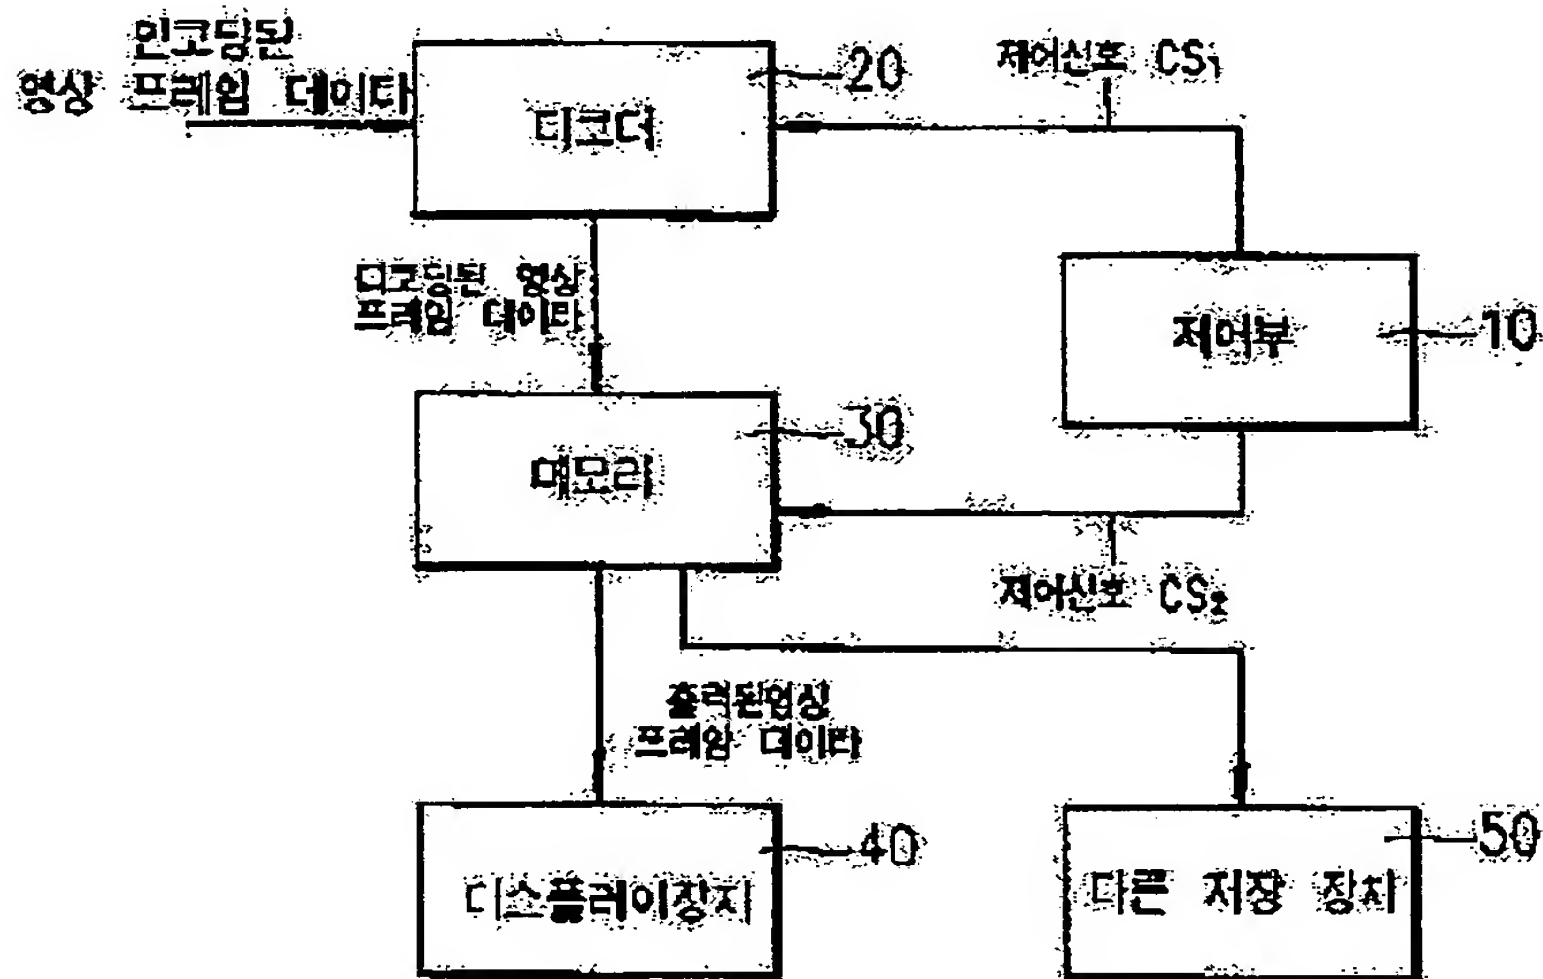 인코딩된
영상 프레임 데이타
디코더
20
제어신호 CS₁
디코딩된 영상
프레임 데이타
제어부
10
메모리
30
제어신호 CS₂
출력된영상
프레임 데이타
디스플레이장치
40
다른 저장 장치
50